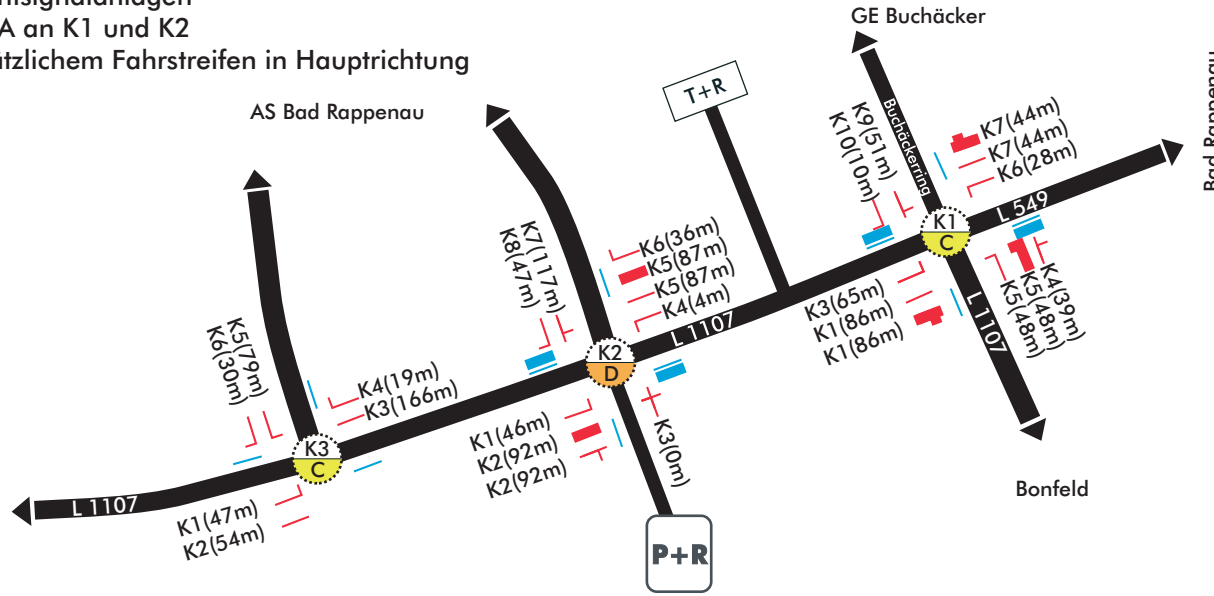 A an K1 und K2
Fahrstreifen in Hauptrichtung
GE Buchäcker
AS Bad Rappenau
T+R
Bad Rappenau
Buchäckerring
K9(51m)
K10(10m)
K7(44m)
K7(44m)
K6(28m)
L 549
K1
C
K7(117m)
K8(47m)
K6(36m)
K5(87m)
K5(87m)
K4(4m)
L 1107
K3(65m)
K1(86m)
K1(86m)
L 1107
K4(39m)
K5(48m)
K5(48m)
K2
D
K5(79m)
K6(30m)
K4(19m)
K3(166m)
K1(46m)
K2(92m)
K2(92m)
K3(0m)
K3
C
L 1107
K1(47m)
K2(54m)
Bonfeld
P+R